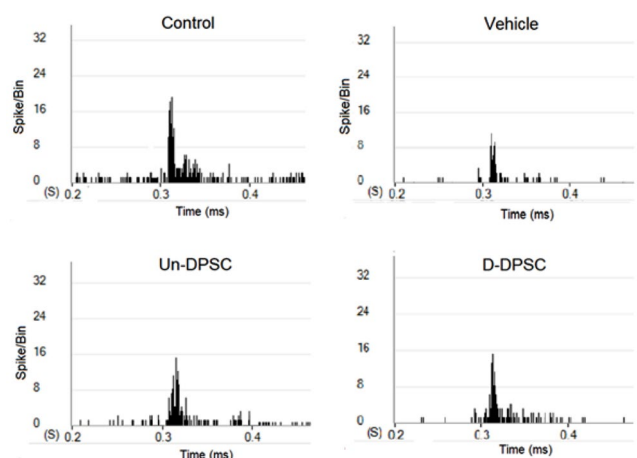 Control
Spike/Bin
32
24
16
8
0
(S) 0.2 0.3 0.4
Time (ms)
Vehicle
Spike/Bin
32
24
16
8
0
(S) 0.2 0.3 0.4
Time (ms)
Un-DPSC
Spike/Bin
32
24
16
8
0
(S) 0.2 0.3 0.4
Time (ms)
D-DPSC
Spike/Bin
32
24
16
8
0
(S) 0.2 0.3 0.4
Time (ms)